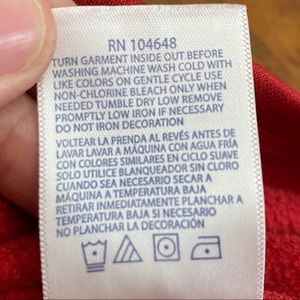 RN 104648
TURN GARMENT INSIDE OUT BEFORE
WASHING MACHINE WASH COLD WITH
LIKE COLORS ON GENTLE CYCLE USE
NON-CHLORINE BLEACH ONLY WHEN
NEEDED TUMBLE DRY LOW REMOVE
PROMPTLY LOW IRON IF NECESSARY
DO NOT IRON DECORATION
VOLTEAR LA PRENDA AL REVÉS ANTES DE
LAVAR LAVAR A MÁQUINA CON AGUA FRÍA
CON COLORES SIMILARES EN CICLO SUAVE
SOLO UTILICE BLANQUEADOR SIN CLORO
CUANDO SEA NECESARIO SECAR A
MÁQUINA A TEMPERATURA BAJA
RETIRAR INMEDIATAMENTE PLANCHAR A
TEMPERATURA BAJA SI NECESARIO
NO PLANCHAR LA DECORACIÓN